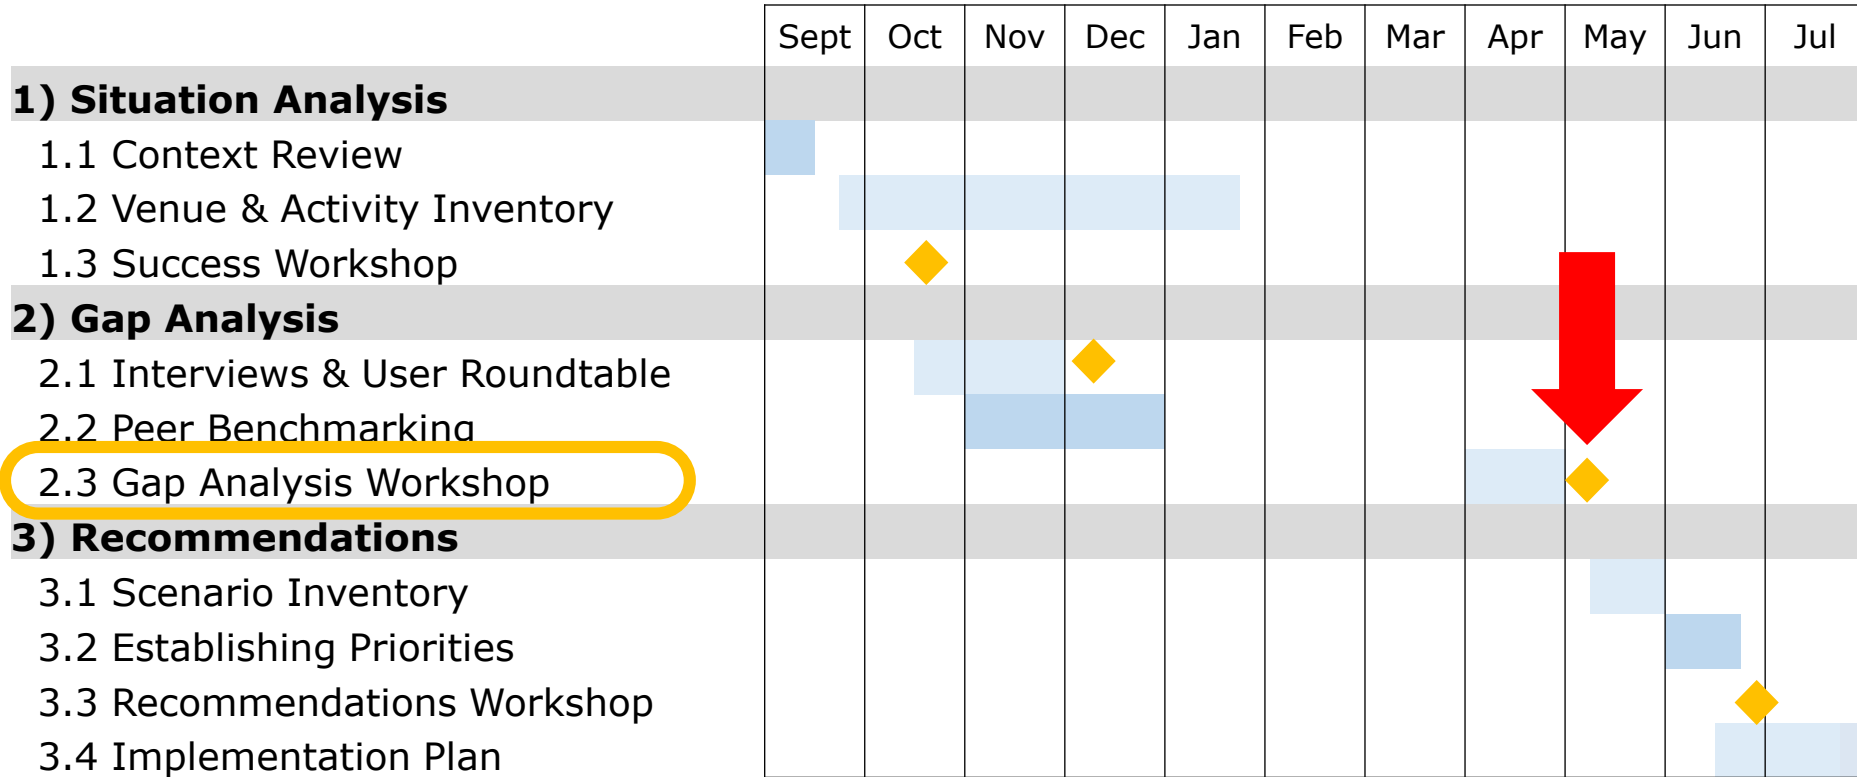 Sept Oct Nov Dec Jan Feb Mar Apr May Jun Jul
1) Situation Analysis
1.1 Context Review
1.2 Venue & Activity Inventory
1.3 Success Workshop
2) Gap Analysis
2.1 Interviews & User Roundtable
2.2 Peer Benchmarking
2.3 Gap Analysis Workshop
3) Recommendations
3.1 Scenario Inventory
3.2 Establishing Priorities
3.3 Recommendations Workshop
3.4 Implementation Plan